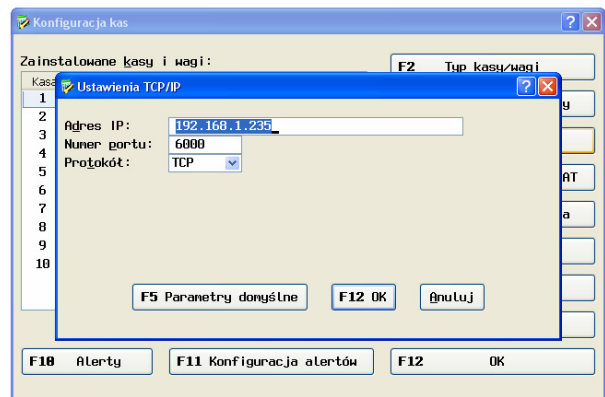 Konfiguracja kas
Zainstalowane kasy i wagi:
F2 Typ kasy/wagi
Kasa
Ustawienia TCP/IP
1
y
2
Adres IP: 192.168.1.235
3
Numer portu: 6000
4
Protokół: TCP
5
AT
6
7
a
8
9
10
F5 Parametry domyślne
F12 OK
Anuluj
F10 Alerty
F11 Konfiguracja alertów
F12 OK